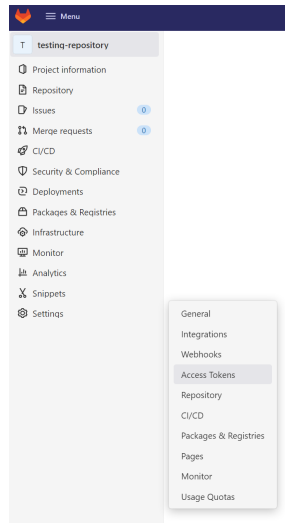 Menu
T testing-repository
Project information
Repository
Issues 0
Merge requests 0
CI/CD
Security & Compliance
Deployments
Packages & Registries
Infrastructure
Monitor
Analytics
Snippets
Settings
General
Integrations
Webhooks
Access Tokens
Repository
CI/CD
Packages & Registries
Pages
Monitor
Usage Quotas